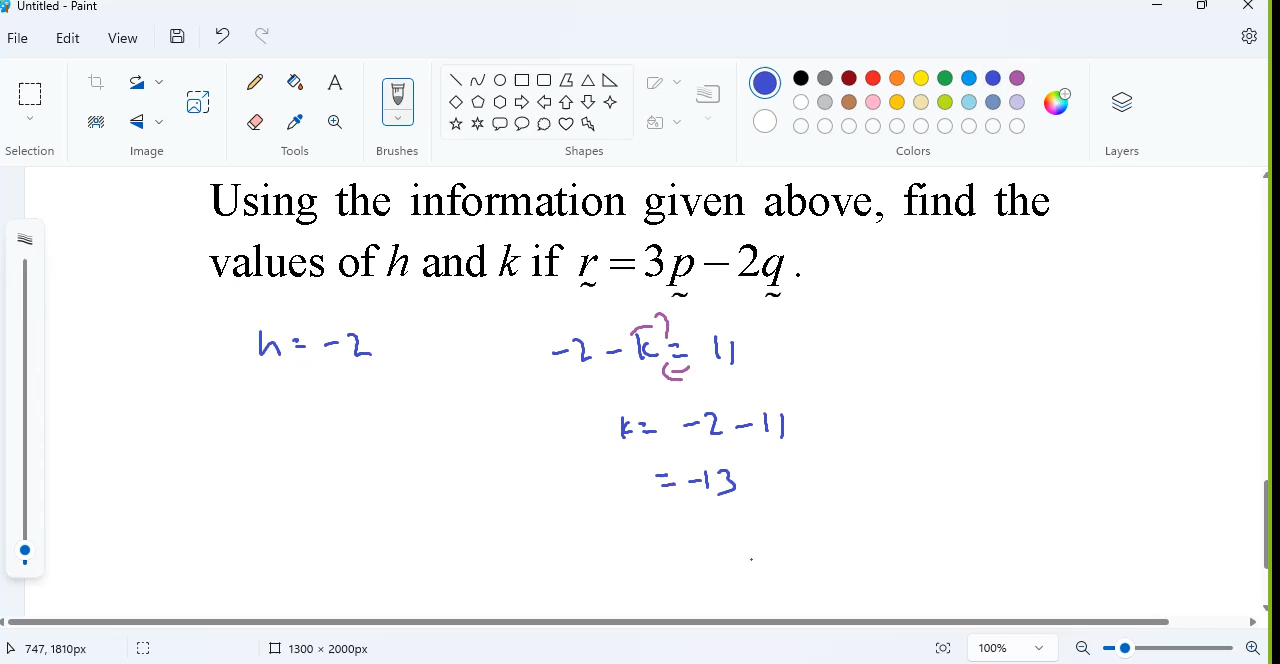 Untitled - Paint
File Edit View
Selection Image Tools Brushes Shapes Colors Layers
Using the information given above, find the
values of h and k if r = 3p − 2q .
h = -2 -2 - k = 11
k = -2 - 11
= -13
747, 1810px 1300 × 2000px 100%